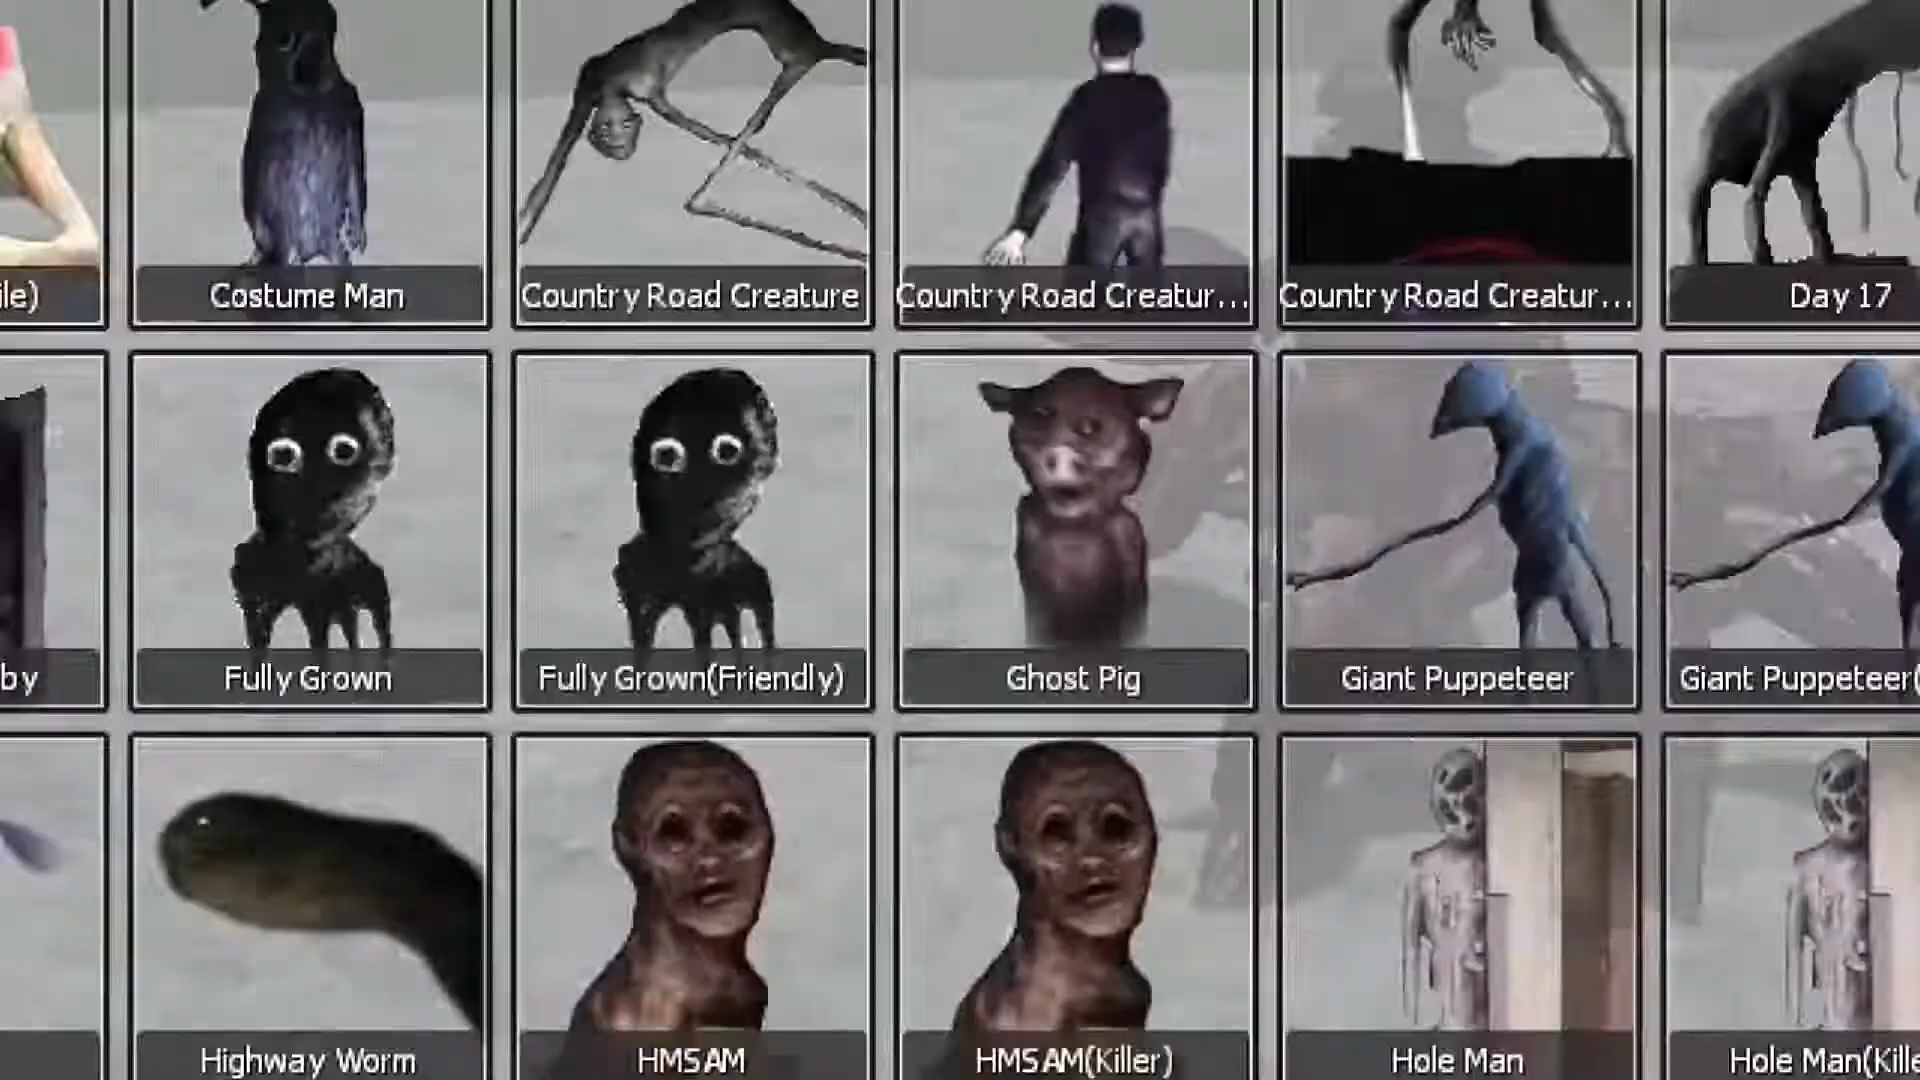 ile)
Costume Man
Country Road Creature
Country Road Creatur...
Country Road Creatur...
Day 17
by
Fully Grown
Fully Grown(Friendly)
Ghost Pig
Giant Puppeteer
Giant Puppeteer(
Highway Worm
HMSAM
HMSAM(Killer)
Hole Man
Hole Man(Kille